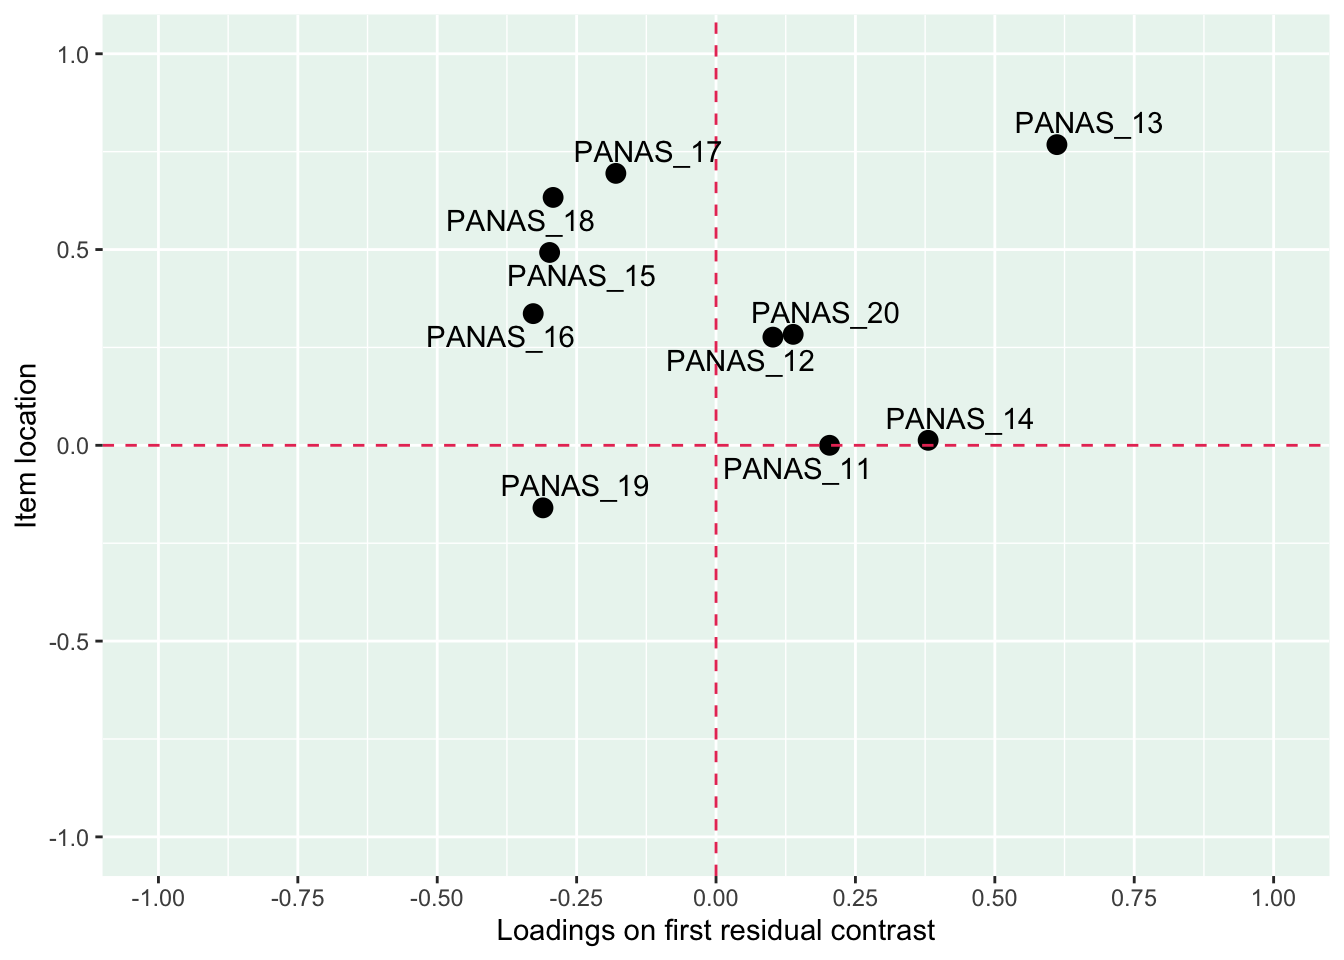 1.0
0.5
0.0
-0.5
-1.0
Item location
PANAS_13
PANAS_17
PANAS_18
PANAS_15
PANAS_20
PANAS_16
PANAS_12
PANAS_14
PANAS_11
PANAS_19
-1.00 -0.75 -0.50 -0.25 0.00 0.25 0.50 0.75 1.00
Loadings on first residual contrast